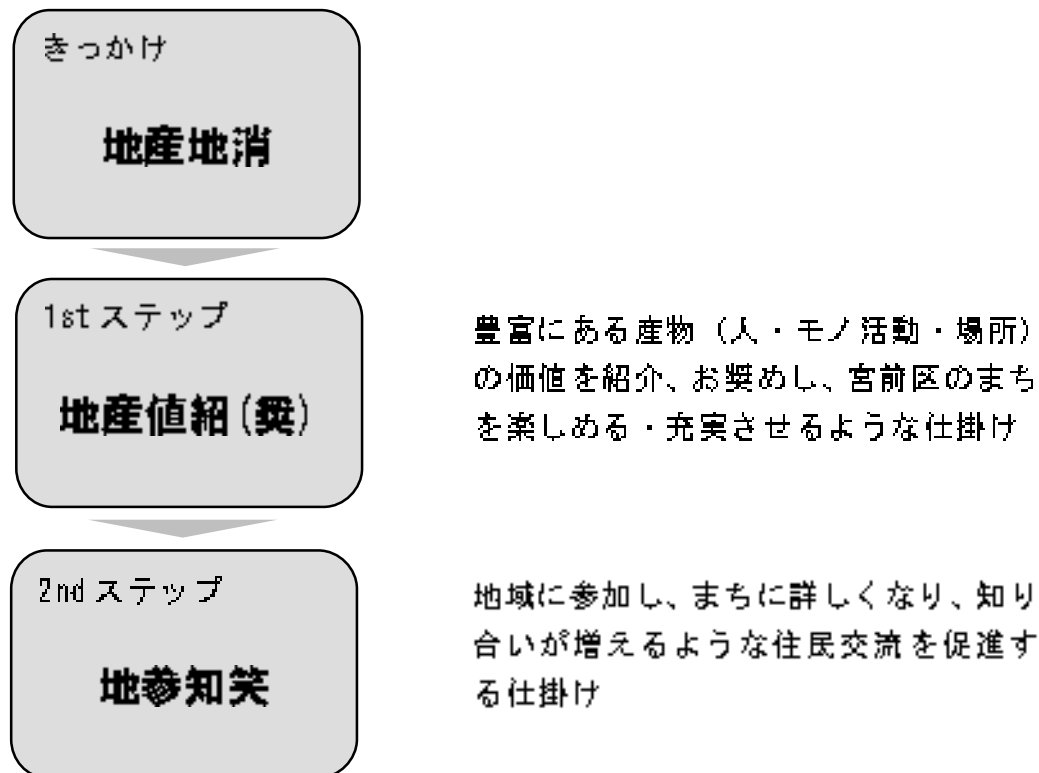 きっかけ
地産地消
1st ステップ
地産値紹(奨)
豊富にある産物（人・モノ活動・場所）
の価値を紹介、お奨めし、宮前区のまち
を楽しめる・充実させるような仕掛け
2nd ステップ
地参知笑
地域に参加し、まちに詳しくなり、知り
合いが増えるような住民交流を促進す
る仕掛け